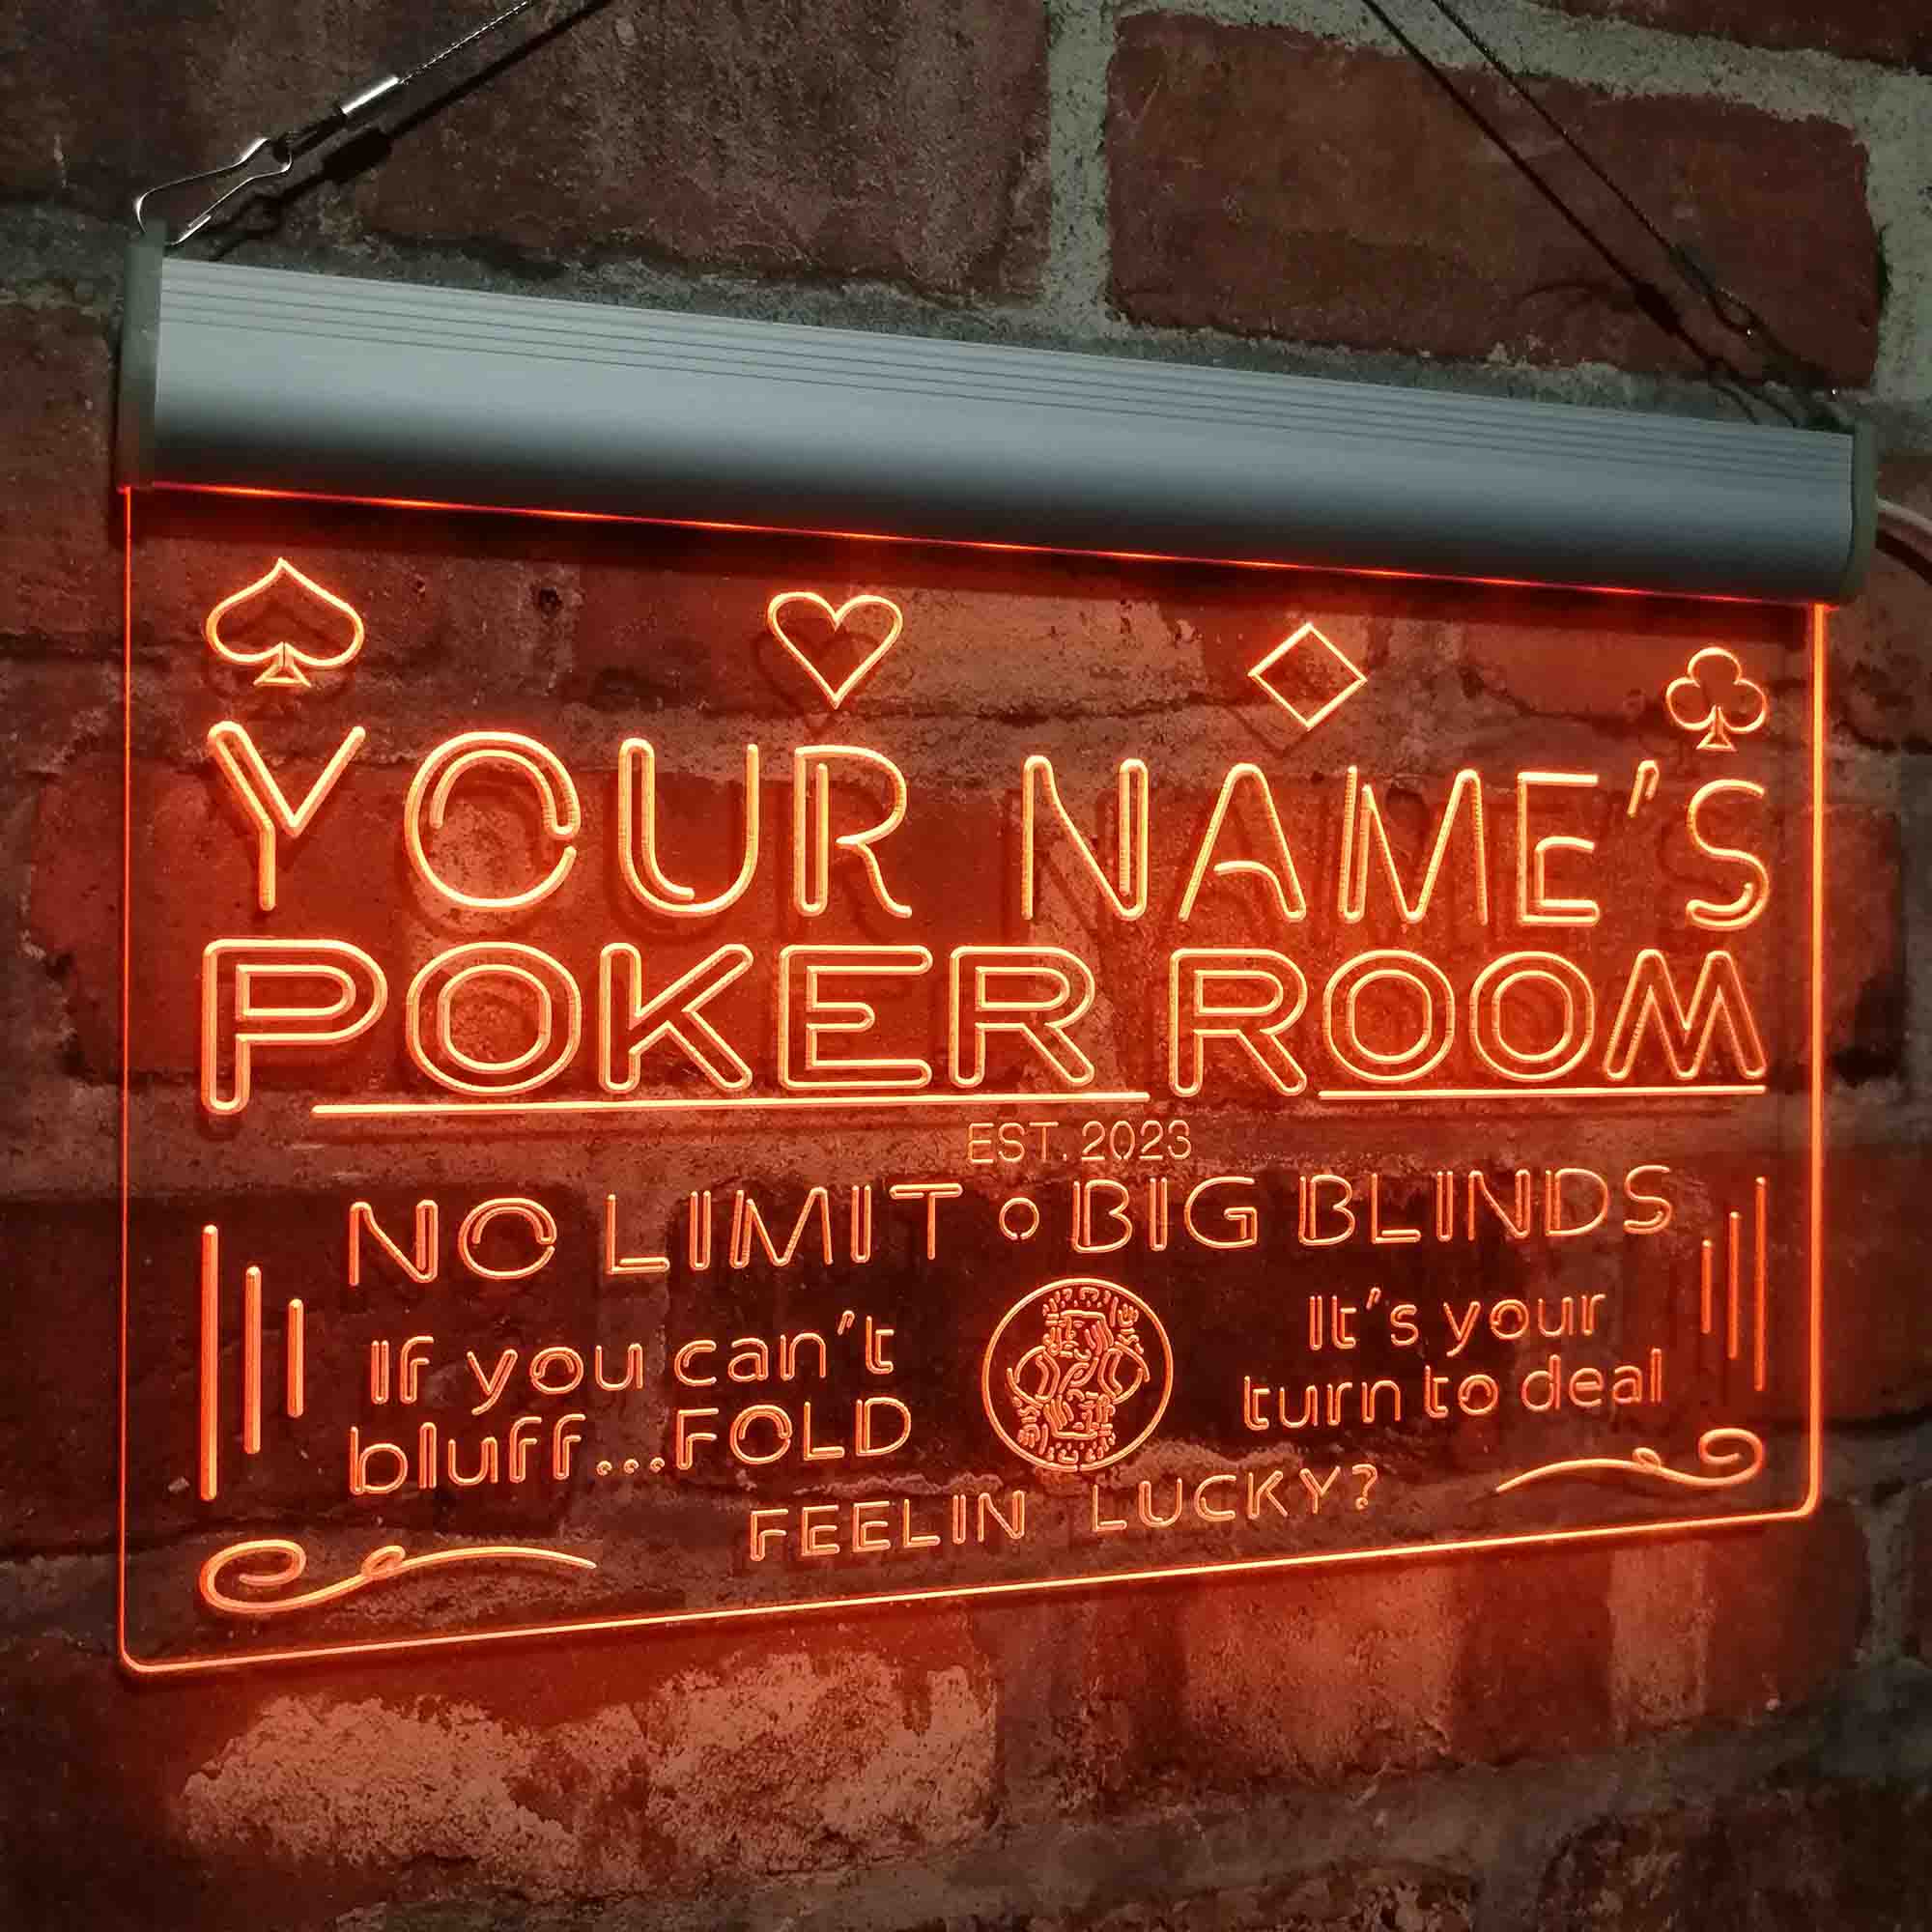 YOUR NAME'S
POKER ROOM
EST. 2023
NO LIMIT o BIG BLINDS
If you can't
bluff...FOLD
It's your
turn to deal
FEELIN LUCKY?